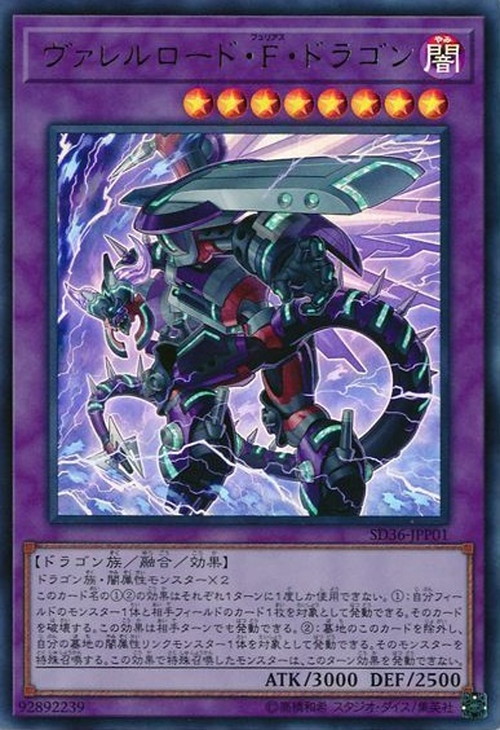 フュリアス
ヴァレルロード・F・ドラゴン
やみ
闇
SD36-JPP01
【ドラゴン族／融合／効果】
ドラゴン族・闇属性モンスター×2
このカード名の①②の効果はそれぞれ1ターンに1度しか使用できない。①：自分フィー
ルドのモンスター1体と相手フィールドのカード1枚を対象として発動できる。そのカード
を破壊する。この効果は相手ターンでも発動できる。②：墓地のこのカードを除外し、
自分の墓地の闇属性リンクモンスター1体を対象として発動できる。そのモンスターを
特殊召喚する。この効果で特殊召喚したモンスターは、このターン効果を発動できない。
ATK/3000 DEF/2500
92892239
©高橋和希 スタジオ・ダイス/集英社